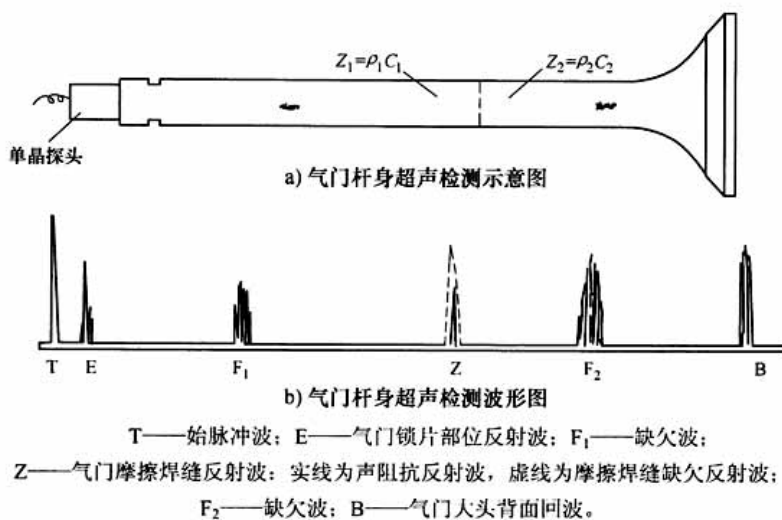 Z₁=ρ₁C₁
Z₂=ρ₂C₂
单晶探头
a) 气门杆身超声检测示意图
T E F₁ Z F₂ B
b) 气门杆身超声检测波形图
T——始脉冲波；E——气门锁片部位反射波；F₁——缺欠波；
Z——气门摩擦焊缝反射波：实线为声阻抗反射波，虚线为摩擦焊缝缺欠反射波；
F₂——缺欠波；B——气门大头背面回波。